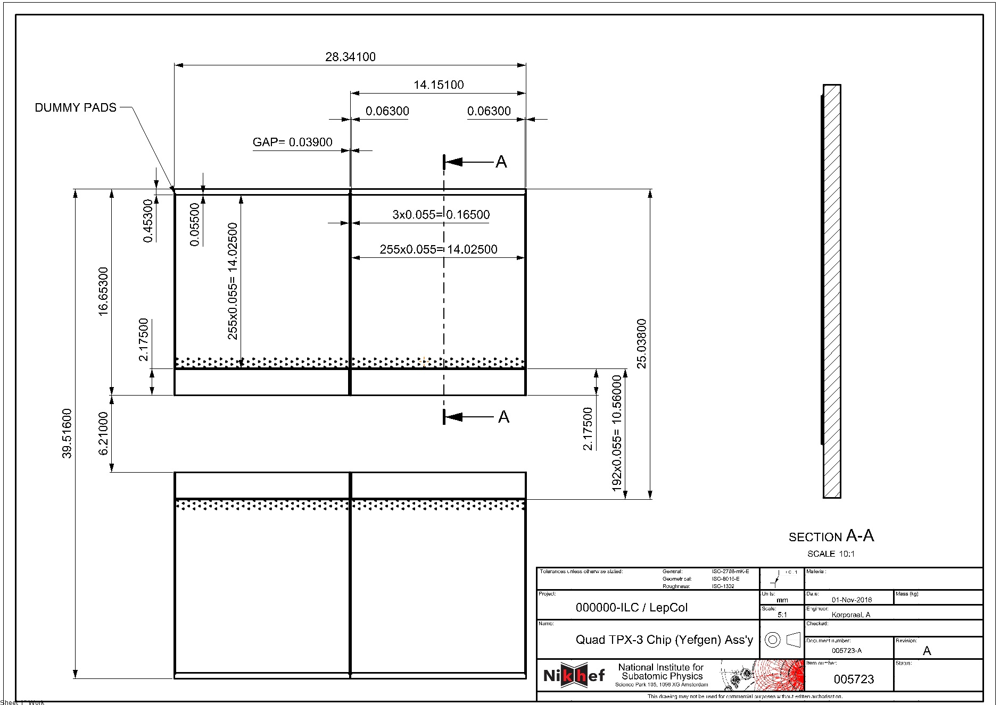 28.34100
14.15100
DUMMY PADS
0.06300
0.06300
GAP= 0.03900
A
0.45300
0.05500
3x0.055= 0.16500
255x0.055= 14.02500
255x0.055= 14.02500
16.65300
2.17500
25.03800
A
39.51600
6.21000
2.17500
192x0.055= 10.56000
SECTION A-A
SCALE 10:1
Tolerances unless otherwise stated:
General: ISO-2768-mK-E
Geometrical: ISO-8015-E
Roughness: ISO-1302
Material:
Project:
000000-ILC / LepCol
Units:
mm
Date:
01-Nov-2016
Mass (kg)
Scale:
5:1
Engineer:
Korporaal, A
Name:
Quad TPX-3 Chip (Yefgen) Ass'y
Checked:
Document number:
005723-A
Revision:
A
Nikhef
National Institute for
Subatomic Physics
Science Park 105, 1098 XG Amsterdam
Item number:
005723
Status:
This drawing may not be used for commercial purposes without written authorisation.
Sheet 1" Work